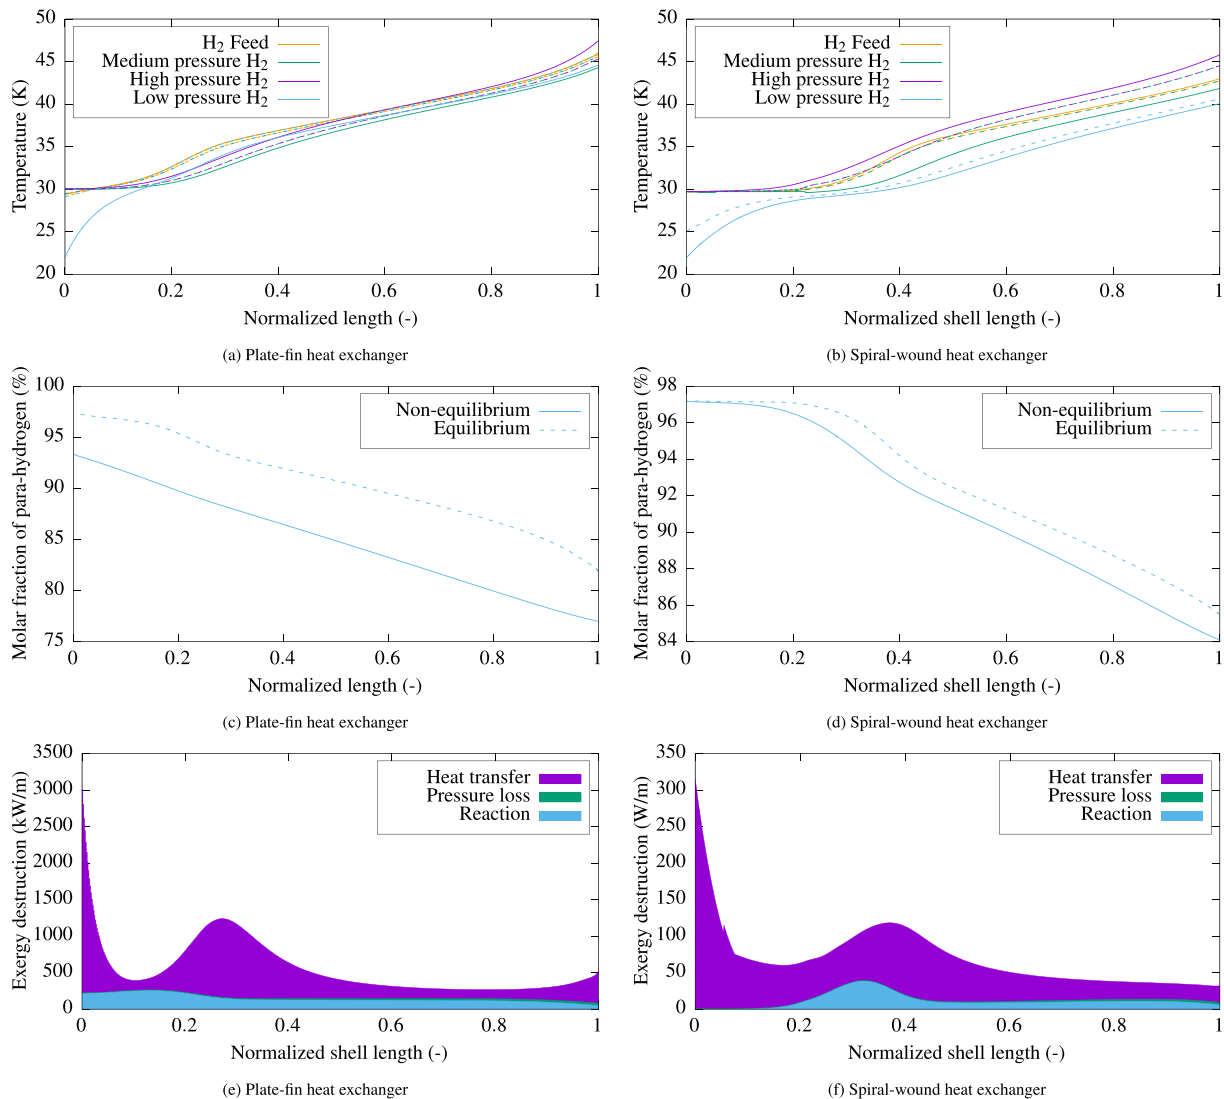 50
45
40
35
30
25
20
Temperature (K)
H₂ Feed
Medium pressure H₂
High pressure H₂
Low pressure H₂
0 0.2 0.4 0.6 0.8 1
Normalized length (-)
(a) Plate-fin heat exchanger
50
45
40
35
30
25
20
Temperature (K)
H₂ Feed
Medium pressure H₂
High pressure H₂
Low pressure H₂
0 0.2 0.4 0.6 0.8 1
Normalized shell length (-)
(b) Spiral-wound heat exchanger
100
95
90
85
80
75
Molar fraction of para-hydrogen (%)
Non-equilibrium
Equilibrium
0 0.2 0.4 0.6 0.8 1
Normalized length (-)
(c) Plate-fin heat exchanger
98
96
94
92
90
88
86
84
Molar fraction of para-hydrogen (%)
Non-equilibrium
Equilibrium
0 0.2 0.4 0.6 0.8 1
Normalized shell length (-)
(d) Spiral-wound heat exchanger
3500
3000
2500
2000
1500
1000
500
0
Exergy destruction (kW/m)
Heat transfer
Pressure loss
Reaction
0 0.2 0.4 0.6 0.8 1
Normalized shell length (-)
(e) Plate-fin heat exchanger
350
300
250
200
150
100
50
0
Exergy destruction (W/m)
Heat transfer
Pressure loss
Reaction
0 0.2 0.4 0.6 0.8 1
Normalized shell length (-)
(f) Spiral-wound heat exchanger